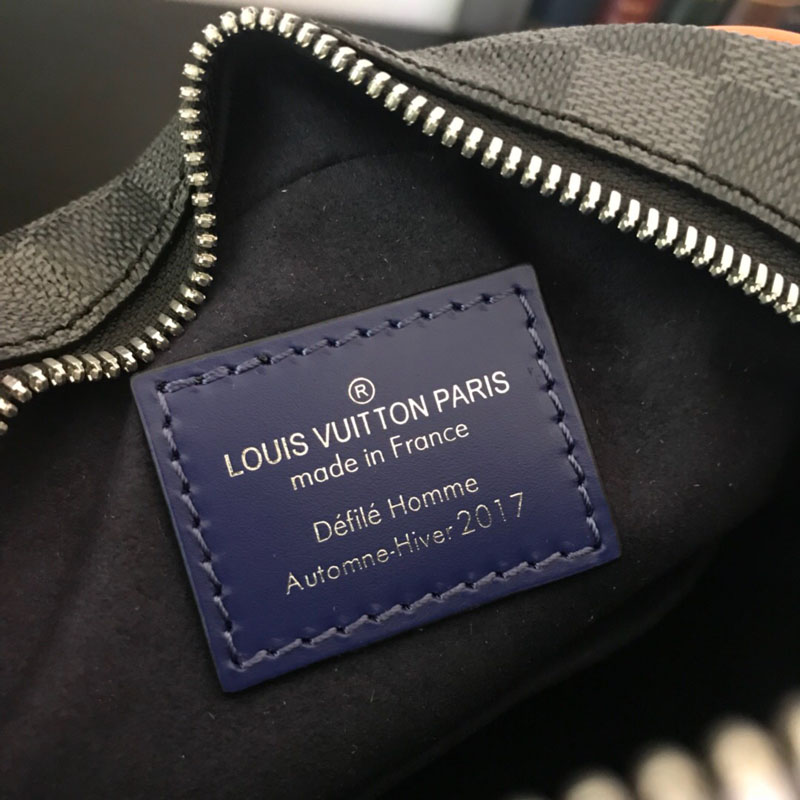 ®
LOUIS VUITTON PARIS
made in France
Défilé Homme
Automne-Hiver 2017